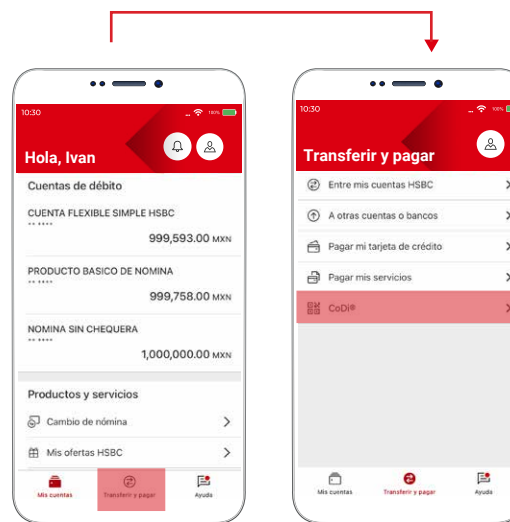 10:30
100%
Hola, Ivan
Cuentas de débito
CUENTA FLEXIBLE SIMPLE HSBC
** ****
999,593.00 MXN
PRODUCTO BASICO DE NOMINA
** ****
999,758.00 MXN
NOMINA SIN CHEQUERA
** ****
1,000,000.00 MXN
Productos y servicios
Cambio de nómina
Mis ofertas HSBC
Mis cuentas
Transferir y pagar
Ayuda
10:30
100%
Transferir y pagar
Entre mis cuentas HSBC
A otras cuentas o bancos
Pagar mi tarjeta de crédito
Pagar mis servicios
CoDi®
Mis cuentas
Transferir y pagar
Ayuda